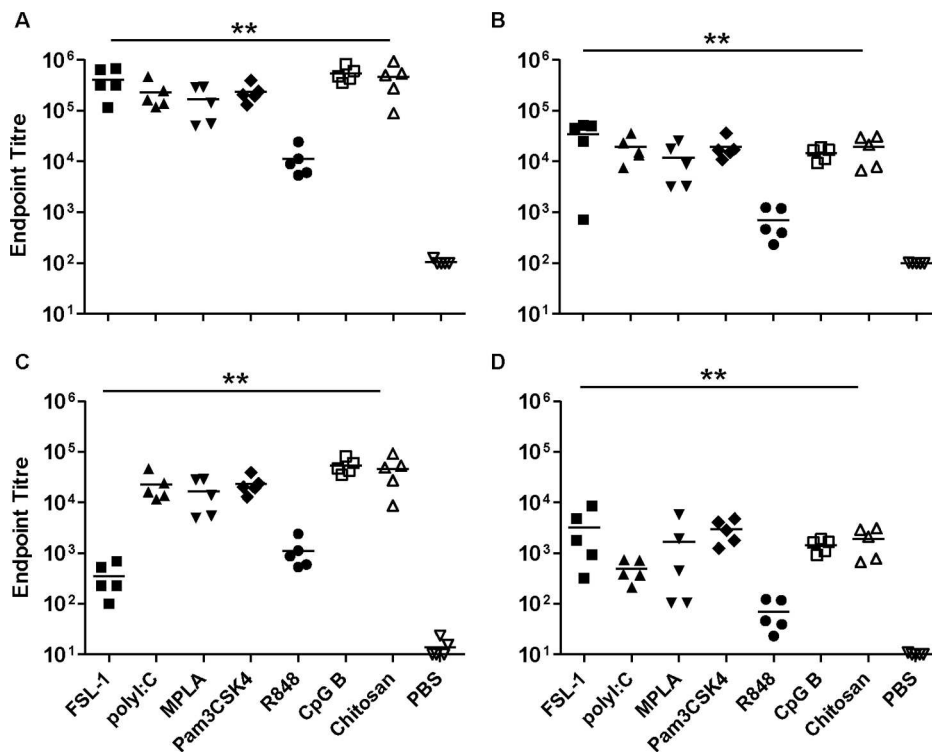 A
**
Endpoint Titre
10⁶
10⁵
10⁴
10³
10²
10¹
B
**
10⁶
10⁵
10⁴
10³
10²
10¹
C
**
Endpoint Titre
10⁶
10⁵
10⁴
10³
10²
10¹
FSL-1
polyI:C
MPLA
Pam3CSK4
R848
CpG B
Chitosan
PBS
D
**
10⁶
10⁵
10⁴
10³
10²
10¹
FSL-1
polyI:C
MPLA
Pam3CSK4
R848
CpG B
Chitosan
PBS